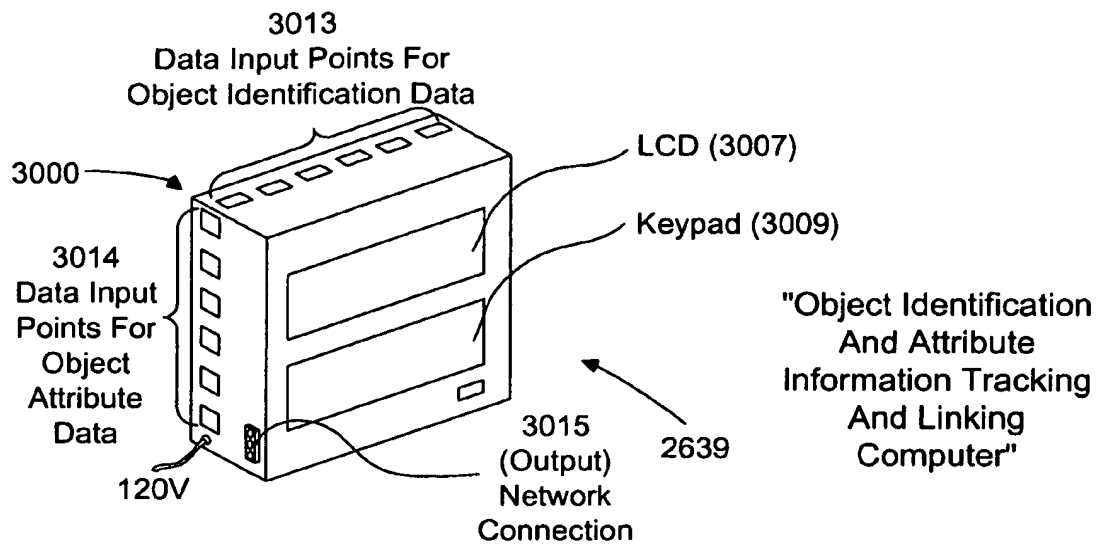 3013
Data Input Points For
Object Identification Data
3000
LCD (3007)
Keypad (3009)
3014
Data Input
Points For
Object
Attribute
Data
"Object Identification
And Attribute
Information Tracking
And Linking
Computer"
120V
3015
(Output)
Network
Connection
2639